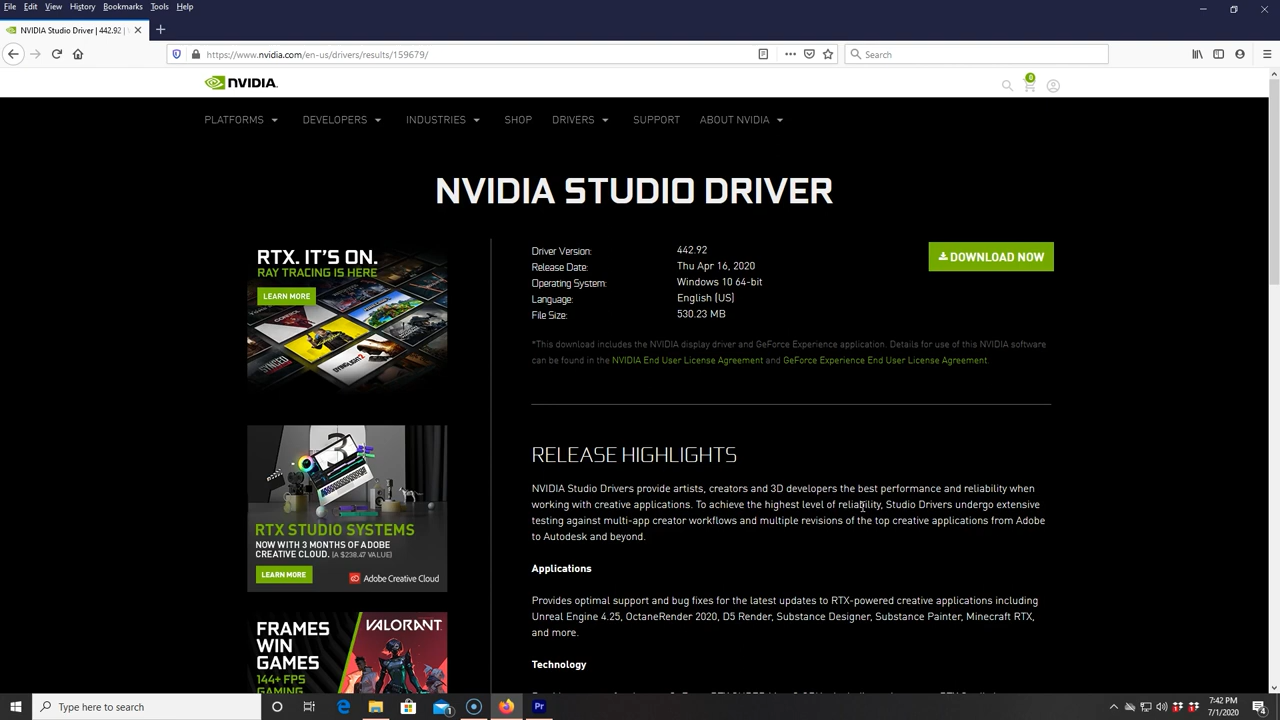 File Edit View History Bookmarks Tools Help
NVIDIA Studio Driver | 442.92 |
https://www.nvidia.com/en-us/drivers/results/159679/
Search
NVIDIA.
0
PLATFORMS DEVELOPERS INDUSTRIES SHOP DRIVERS SUPPORT ABOUT NVIDIA
NVIDIA STUDIO DRIVER
RTX. IT'S ON.
RAY TRACING IS HERE
LEARN MORE
Driver Version: 442.92
Release Date: Thu Apr 16, 2020
Operating System: Windows 10 64-bit
Language: English (US)
File Size: 530.23 MB
DOWNLOAD NOW
*This download includes the NVIDIA display driver and GeForce Experience application. Details for use of this NVIDIA software
can be found in the NVIDIA End User License Agreement and GeForce Experience End User License Agreement.
RELEASE HIGHLIGHTS
NVIDIA Studio Drivers provide artists, creators and 3D developers the best performance and reliability when
working with creative applications. To achieve the highest level of reliability, Studio Drivers undergo extensive
testing against multi-app creator workflows and multiple revisions of the top creative applications from Adobe
to Autodesk and beyond.
Applications
Provides optimal support and bug fixes for the latest updates to RTX-powered creative applications including
Unreal Engine 4.25, OctaneRender 2020, D5 Render, Substance Designer, Substance Painter, Minecraft RTX,
and more.
Technology
3
RTX STUDIO SYSTEMS
NOW WITH 3 MONTHS OF ADOBE
CREATIVE CLOUD. (A $238.47 VALUE)
LEARN MORE
Adobe Creative Cloud
FRAMES
WIN
GAMES
144+ FPS
GAMING
VALORANT
Type here to search
Pr
7:42 PM
7/1/2020